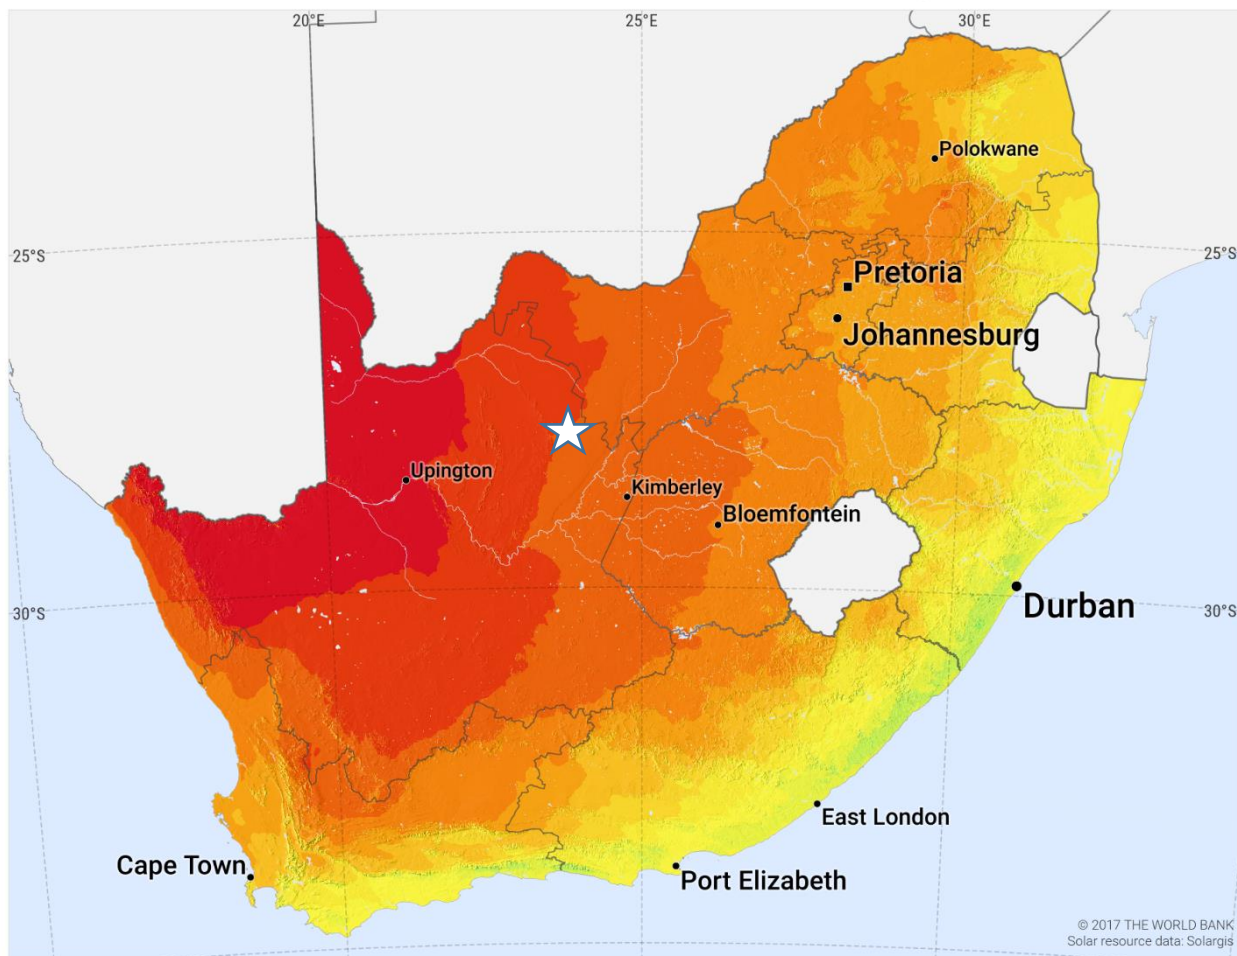 20°E
25°E
30°E
Polokwane
25°S
25°S
Pretoria
Johannesburg
Upington
Kimberley
Bloemfontein
Durban
30°S
30°S
East London
Cape Town
Port Elizabeth
© 2017 THE WORLD BANK
Solar resource data: Solargis